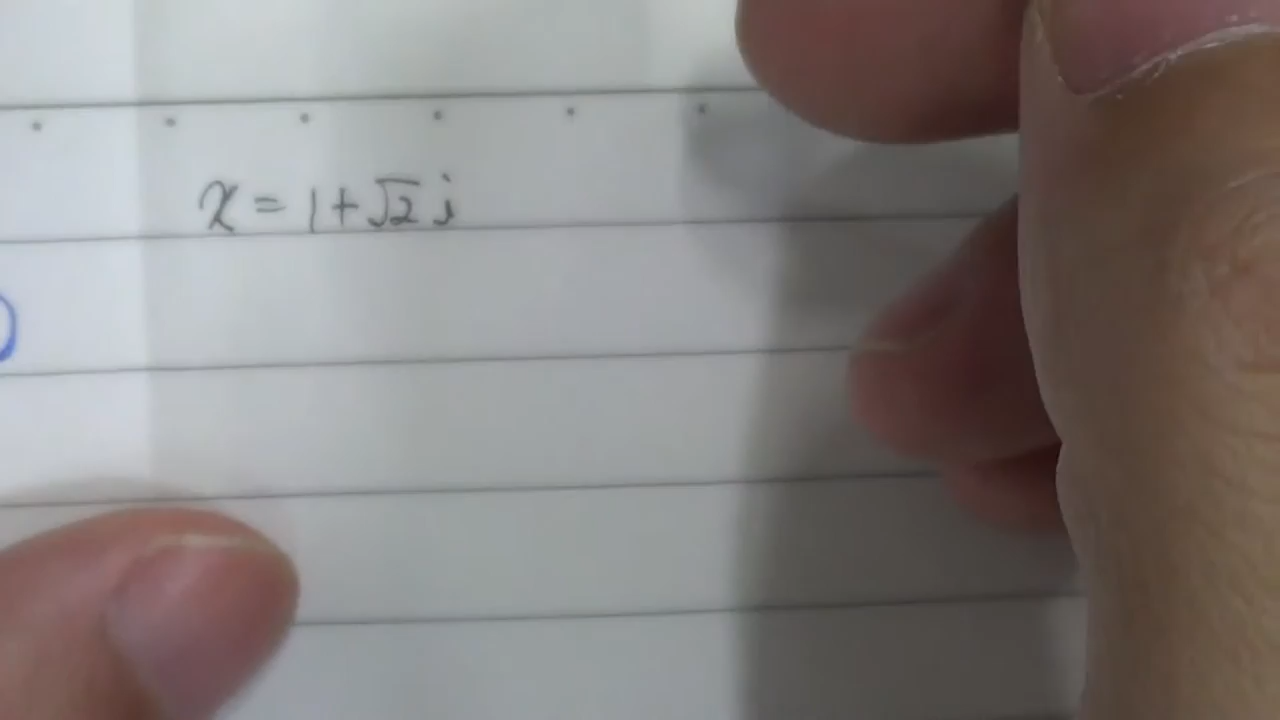 x = 1 + √2 i